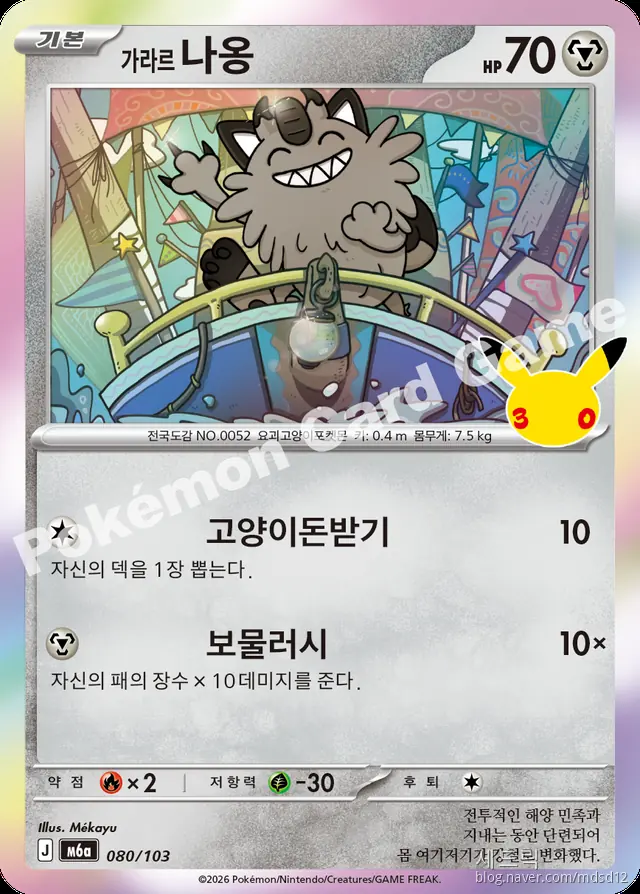 기본
가라르 나옹
HP 70
Pokémon Card Game
30
전국도감 NO.0052 요괴고양이포켓몬 키: 0.4 m 몸무게: 7.5 kg
고양이돈받기 10
자신의 덱을 1장 뽑는다.
보물러시 10×
자신의 패의 장수 × 10데미지를 준다.
약점 ×2 저항력 -30 후퇴
Illus. Mékayu
J M6a 080/103
전투적인 해양 민족과
지내는 동안 단련되어
몸 여기저기가 강철로 변화했다.
blog.naver.com/mdsd12
©2026 Pokémon/Nintendo/Creatures/GAME FREAK.